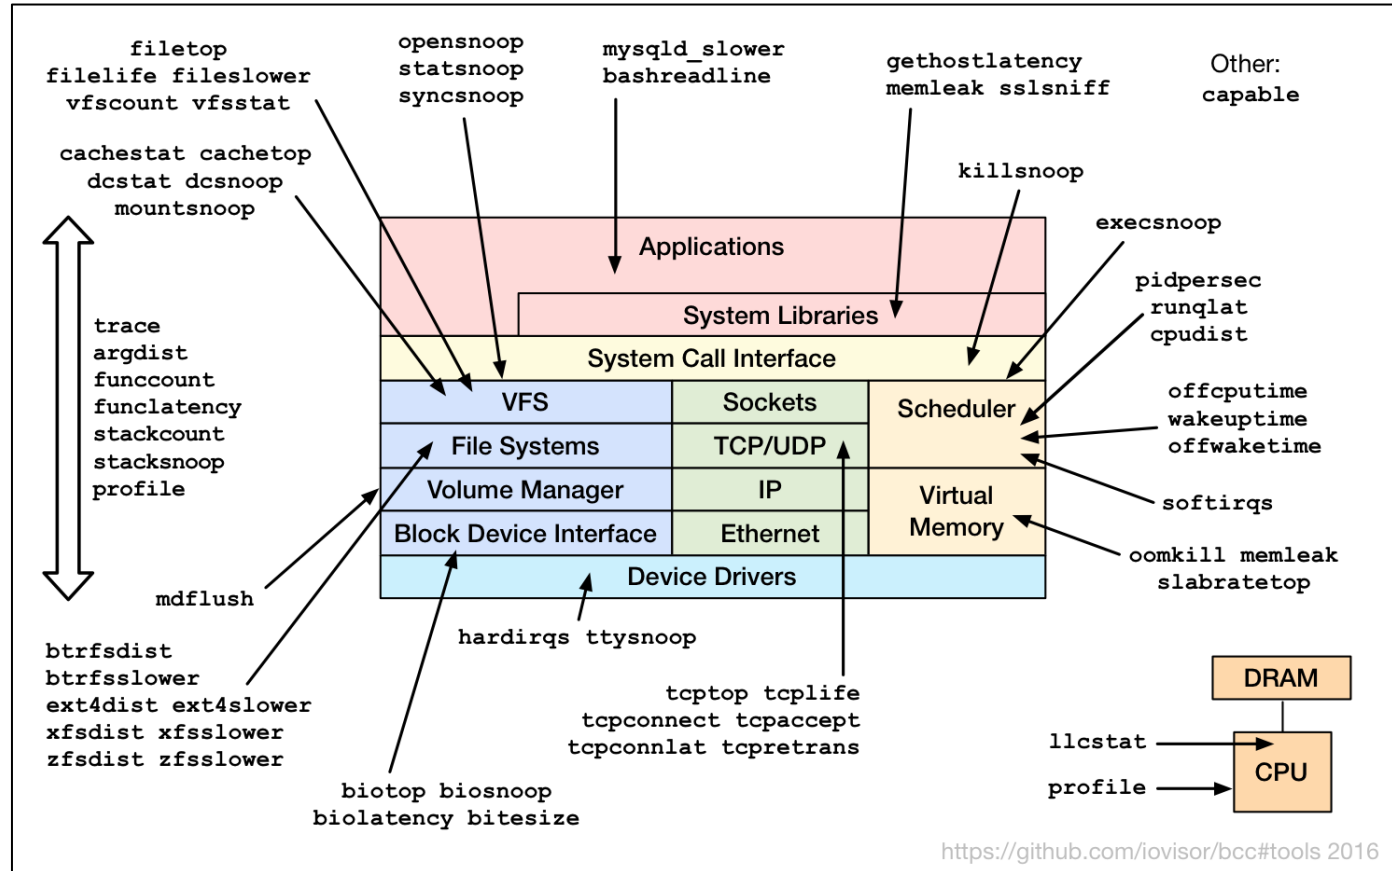 filetop
filelife fileslower
vfscount vfsstat
opensnoop
statsnoop
syncsnoop
mysqld_slower
bashreadline
gethostlatency
memleak sslsniff
Other:
capable
cachestat cachetop
dcstat dcsnoop
mountsnoop
killsnoop
execsnoop
pidpersec
runqlat
cpudist
offcputime
wakeuptime
offwaketime
softirqs
oomkill memleak
slabratetop
trace
argdist
funccount
funclatency
stackcount
stacksnoop
profile
Applications
System Libraries
System Call Interface
VFS
Sockets
Scheduler
File Systems
TCP/UDP
Volume Manager
IP
Virtual
Memory
Block Device Interface
Ethernet
Device Drivers
mdflush
hardirqs ttysnoop
btrfsdist
btrfsslower
ext4dist ext4slower
xfsdist xfsslower
zfsdist zfsslower
tcptop tcplife
tcpconnect tcpaccept
tcpconnlat tcpretrans
biotop biosnoop
biolatency bitesize
DRAM
llcstat
CPU
profile
https://github.com/iovisor/bcc#tools 2016